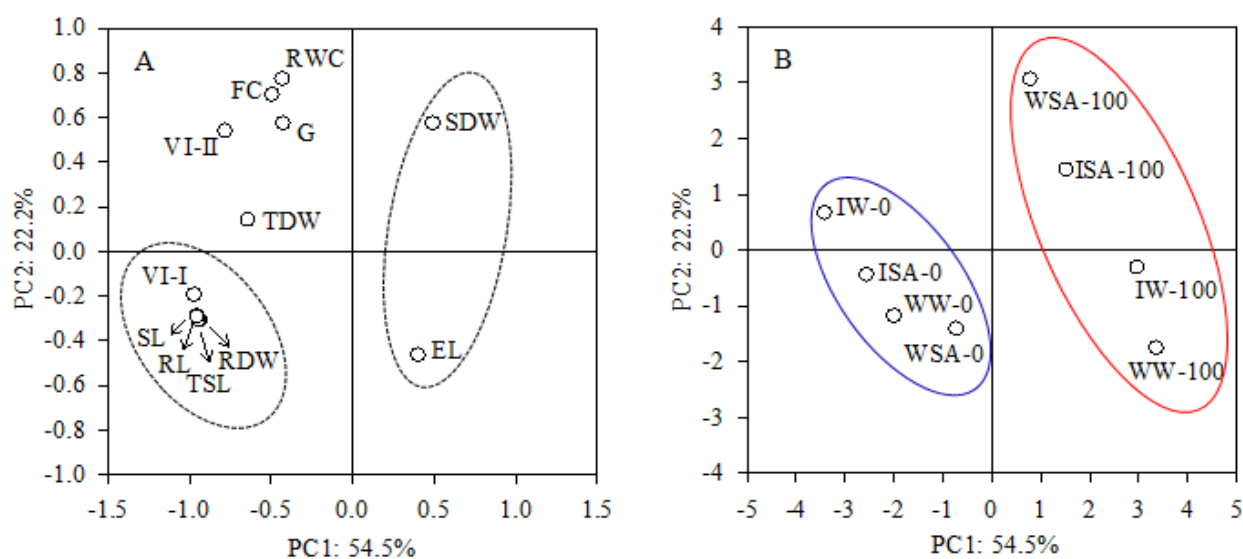 A
RWC
FC
G
VI-II
SDW
TDW
VI-I
SL
RL
RDW
TSL
EL
1.0
0.8
0.6
0.4
0.2
0.0
-0.2
-0.4
-0.6
-0.8
-1.0
-1.5 -1.0 -0.5 0.0 0.5 1.0 1.5
PC2: 22.2%
PC1: 54.5%
B
WSA-100
ISA-100
IW-0
ISA-0
WW-0
WSA-0
IW-100
WW-100
4
3
2
1
0
-1
-2
-3
-4
-5 -4 -3 -2 -1 0 1 2 3 4 5
PC2: 22.2%
PC1: 54.5%